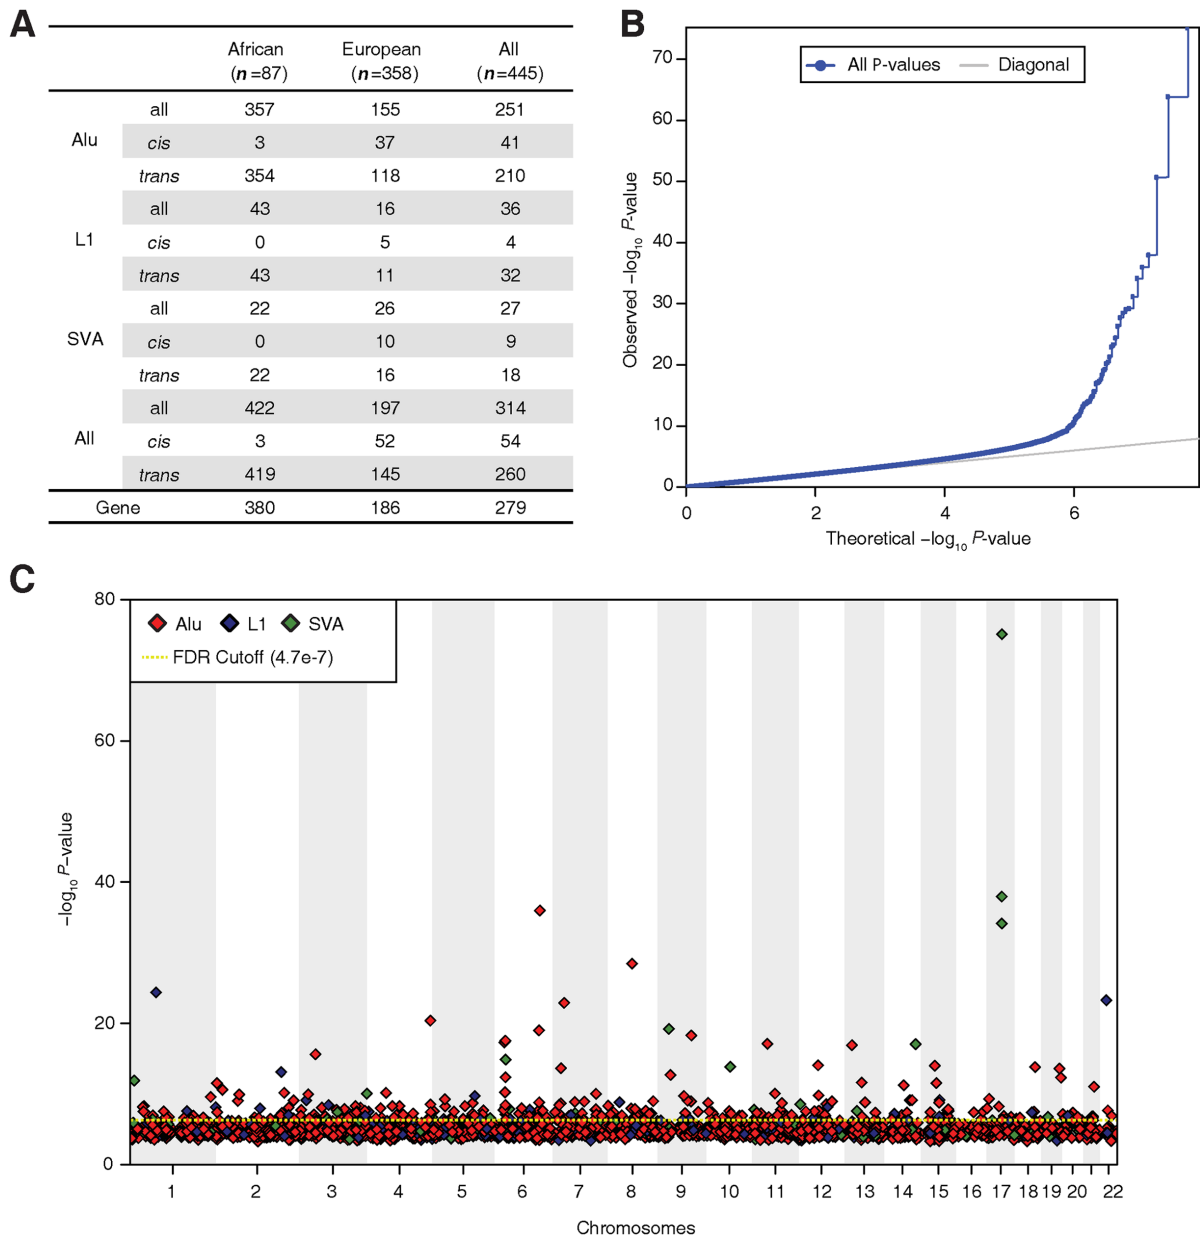 A
African European All
(n=87) (n=358) (n=445)
all 357 155 251
Alu cis 3 37 41
trans 354 118 210
all 43 16 36
L1 cis 0 5 4
trans 43 11 32
all 22 26 27
SVA cis 0 10 9
trans 22 16 18
all 422 197 314
All cis 3 52 54
trans 419 145 260
Gene 380 186 279
B
All P-values Diagonal
Observed –log10 P-value
70
60
50
40
30
20
10
0
0 2 4 6
Theoretical –log10 P-value
C
Alu L1 SVA
FDR Cutoff (4.7e-7)
–log10 P–value
80
60
40
20
0
1 2 3 4 5 6 7 8 9 10 11 12 13 14 15 16 17 18 19 20 22
Chromosomes